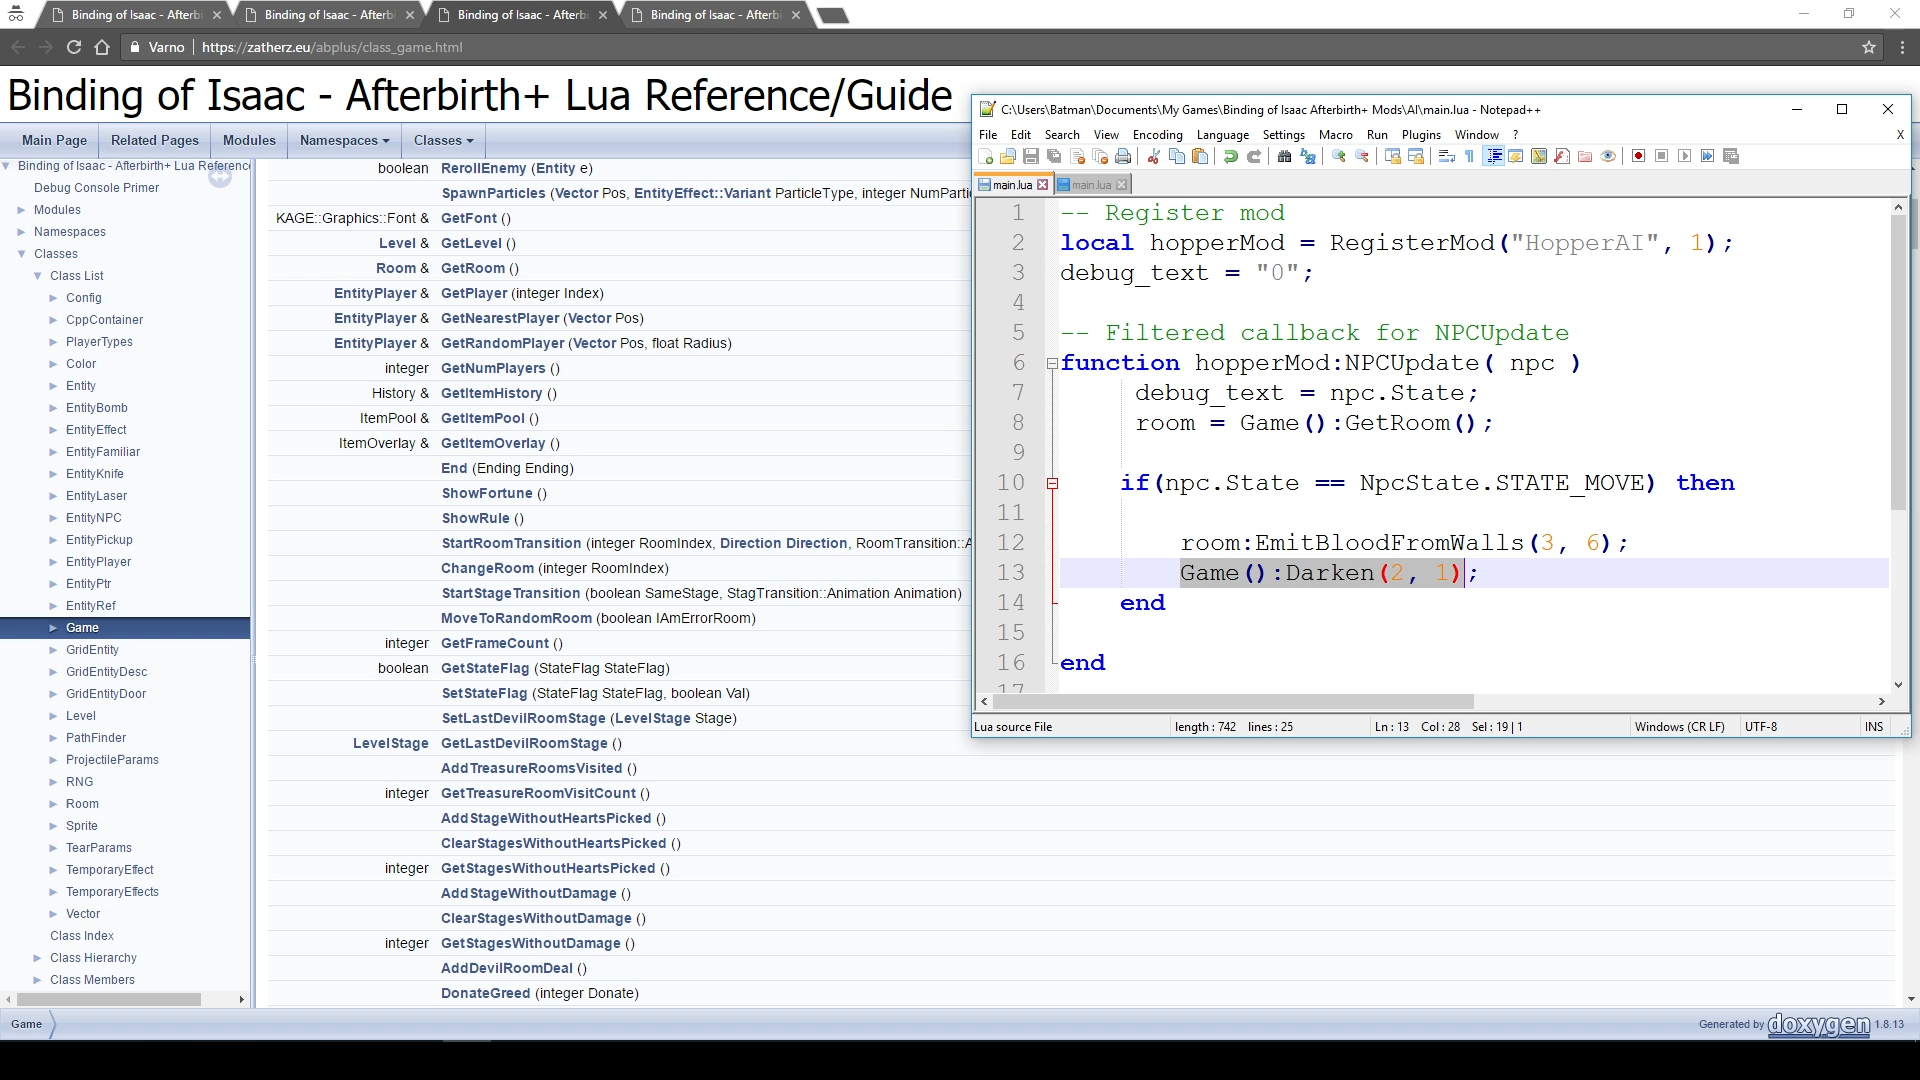 Binding of Isaac - Afterbi
Binding of Isaac - Afterbi
Binding of Isaac - Afterbi
Binding of Isaac - Afterbi
Varno
https://zatherz.eu/abplus/class_game.html
Binding of Isaac - Afterbirth+ Lua Reference/Guide
Main Page Related Pages Modules Namespaces Classes
Binding of Isaac - Afterbirth+ Lua Reference
Debug Console Primer
Modules
Namespaces
Classes
Class List
Config
CppContainer
PlayerTypes
Color
Entity
EntityBomb
EntityEffect
EntityFamiliar
EntityKnife
EntityLaser
EntityNPC
EntityPickup
EntityPlayer
EntityPtr
EntityRef
Game
GridEntity
GridEntityDesc
GridEntityDoor
Level
PathFinder
ProjectileParams
RNG
Room
Sprite
TearParams
TemporaryEffect
TemporaryEffects
Vector
Class Index
Class Hierarchy
Class Members
boolean RerollEnemy (Entity e)
SpawnParticles (Vector Pos, EntityEffect::Variant ParticleType, integer NumParti
KAGE::Graphics::Font & GetFont ()
Level & GetLevel ()
Room & GetRoom ()
EntityPlayer & GetPlayer (integer Index)
EntityPlayer & GetNearestPlayer (Vector Pos)
EntityPlayer & GetRandomPlayer (Vector Pos, float Radius)
integer GetNumPlayers ()
History & GetItemHistory ()
ItemPool & GetItemPool ()
ItemOverlay & GetItemOverlay ()
End (Ending Ending)
ShowFortune ()
ShowRule ()
StartRoomTransition (integer RoomIndex, Direction Direction, RoomTransition::A
ChangeRoom (integer RoomIndex)
StartStageTransition (boolean SameStage, StagTransition::Animation Animation)
MoveToRandomRoom (boolean IAmErrorRoom)
integer GetFrameCount ()
boolean GetStateFlag (StateFlag StateFlag)
SetStateFlag (StateFlag StateFlag, boolean Val)
SetLastDevilRoomStage (LevelStage Stage)
LevelStage GetLastDevilRoomStage ()
AddTreasureRoomsVisited ()
integer GetTreasureRoomVisitCount ()
AddStageWithoutHeartsPicked ()
ClearStagesWithoutHeartsPicked ()
integer GetStagesWithoutHeartsPicked ()
AddStageWithoutDamage ()
ClearStagesWithoutDamage ()
integer GetStagesWithoutDamage ()
AddDevilRoomDeal ()
DonateGreed (integer Donate)
C:\Users\Batman\Documents\My Games\Binding of Isaac Afterbirth+ Mods\AI\main.lua - Notepad++
File Edit Search View Encoding Language Settings Macro Run Plugins Window ? X
main.lua main.lua
1 -- Register mod
2 local hopperMod = RegisterMod("HopperAI", 1);
3 debug_text = "0";
4
5 -- Filtered callback for NPCUpdate
6 function hopperMod:NPCUpdate( npc )
7 debug_text = npc.State;
8 room = Game():GetRoom();
9
10 if(npc.State == NpcState.STATE_MOVE) then
11
12 room:EmitBloodFromWalls(3, 6);
13 Game():Darken(2, 1);
14 end
15
16 end
17
Lua source File length : 742 lines : 25 Ln : 13 Col : 28 Sel : 19 | 1 Windows (CR LF) UTF-8 INS
Game
Generated by doxygen 1.8.13